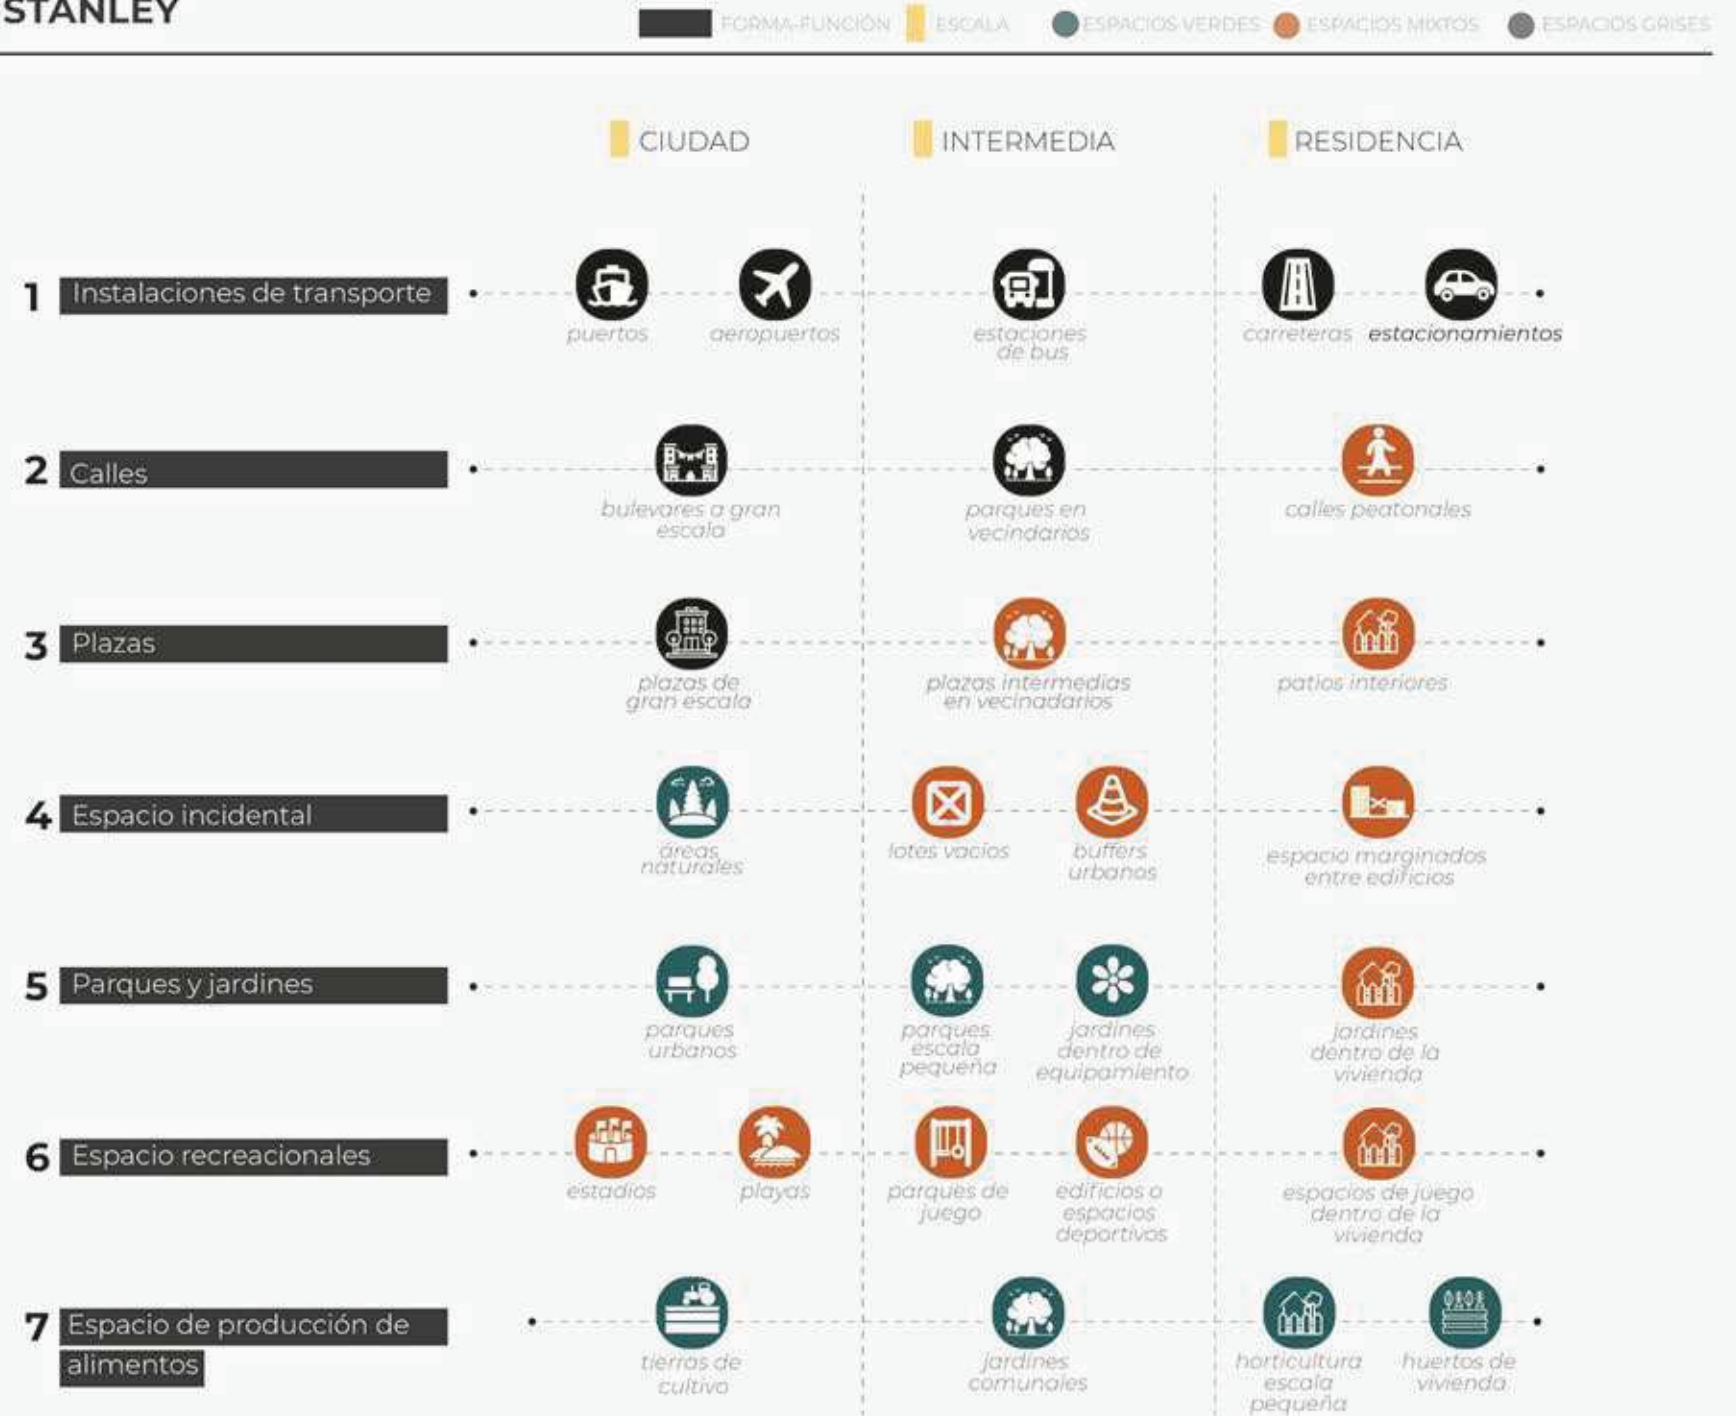 STANLEY
FORMA-FUNCIÓN ESCALA ESPACIOS VERDES ESPACIOS MIXTOS ESPACIOS GRISES
CIUDAD INTERMEDIA RESIDENCIA
1 Instalaciones de transporte
puertos aeropuertos estaciones carreteras estacionamientos
de bus
2 Calles
bulevares a gran parques en calles peatonales
escala vecindarios
3 Plazas
plazas de plazas intermedias patios interiores
gran escala en vecinadarios
4 Espacio incidental
áreas lotes vacíos buffers espacio marginados
naturales urbanos entre edificios
5 Parques y jardines
parques parques jardines jardines
urbanos escala dentro de dentro de la
pequeña equipamiento vivienda
6 Espacio recreacionales
estadios playas parques de edificios o espacios de juego
juego espacios dentro de la
deportivos vivienda
7 Espacio de producción de
alimentos
tierras de jardines horticultura huertos de
cultivo comunales escala vivienda
pequeña